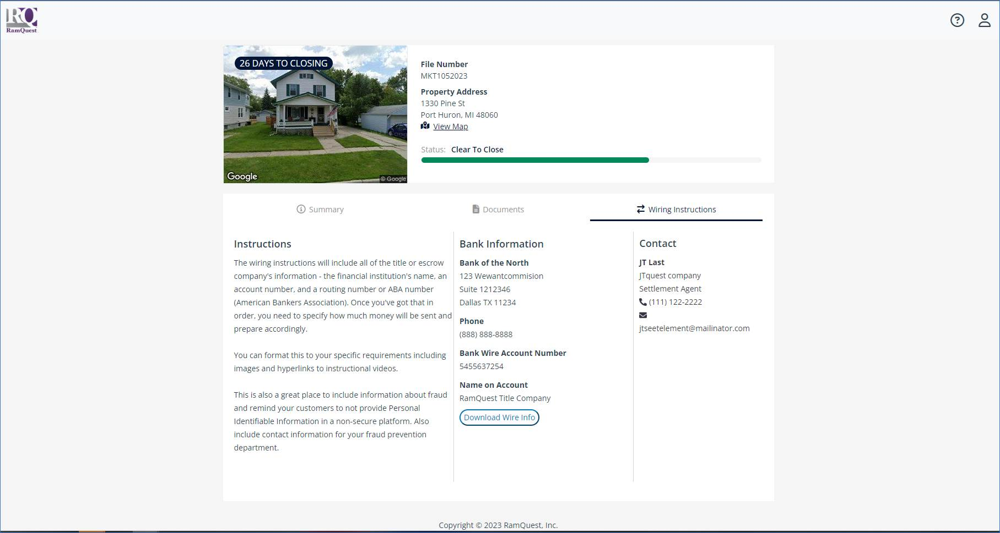 RQ
RamQuest
26 DAYS TO CLOSING
Google
© Google
File Number
MKT1052023
Property Address
1330 Pine St
Port Huron, MI 48060
View Map
Status: Clear To Close
Summary
Documents
Wiring Instructions
Instructions
The wiring instructions will include all of the title or escrow
company's information - the financial institution's name, an
account number, and a routing number or ABA number
(American Bankers Association). Once you've got that in
order, you need to specify how much money will be sent and
prepare accordingly.
You can format this to your specific requirements including
images and hyperlinks to instructional videos.
This is also a great place to include information about fraud
and remind your customers to not provide Personal
Identifiable Information in a non-secure platform. Also
include contact information for your fraud prevention
department.
Bank Information
Bank of the North
123 Wewantcommision
Suite 1212346
Dallas TX 11234
Phone
(888) 888-8888
Bank Wire Account Number
5455637254
Name on Account
RamQuest Title Company
Download Wire Info
Contact
JT Last
JTquest company
Settlement Agent
(111) 122-2222
jtseetelement@mailinator.com
Copyright © 2023 RamQuest, Inc.